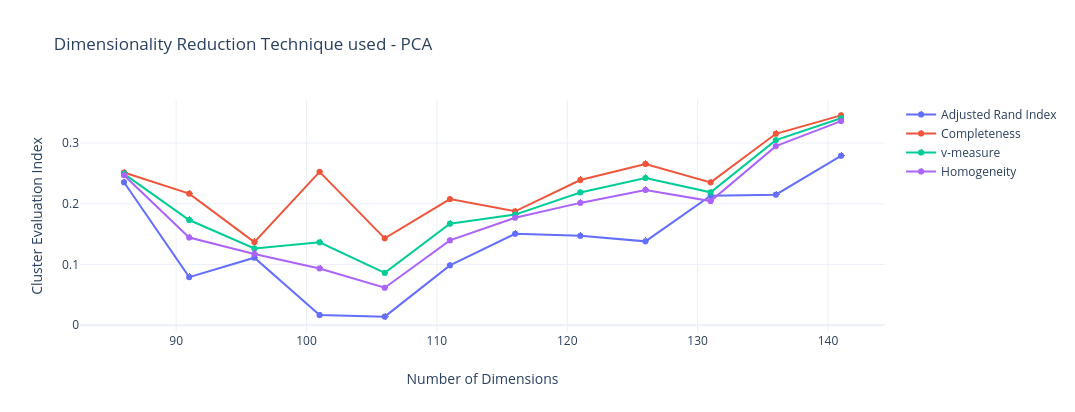 Dimensionality Reduction Technique used - PCA
Cluster Evaluation Index
0.3
0.2
0.1
0
90
100
110
120
130
140
Number of Dimensions
Adjusted Rand Index
Completeness
v-measure
Homogeneity